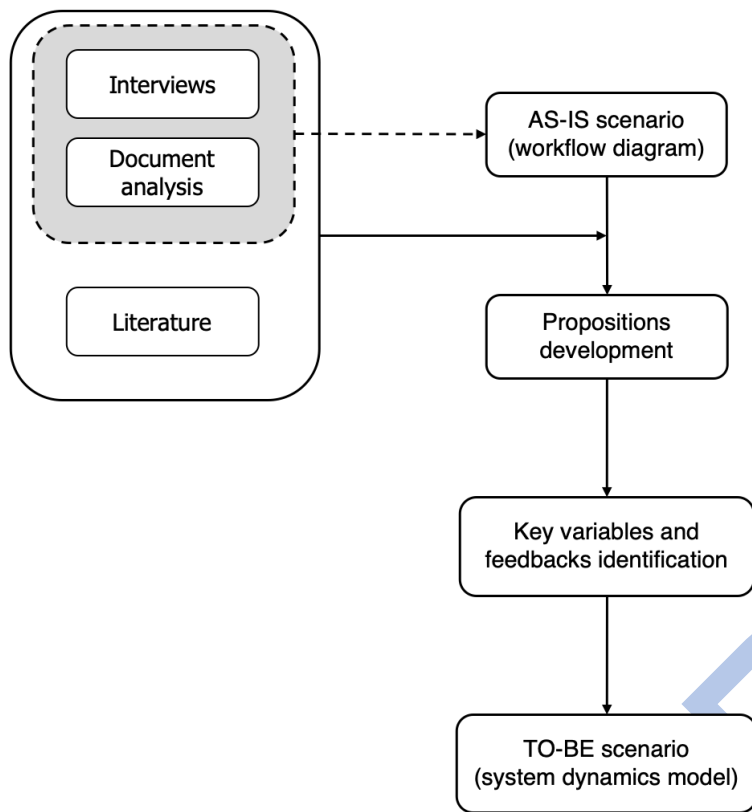 Interviews
Document
analysis
Literature
AS-IS scenario
(workflow diagram)
Propositions
development
Key variables and
feedbacks identification
TO-BE scenario
(system dynamics model)